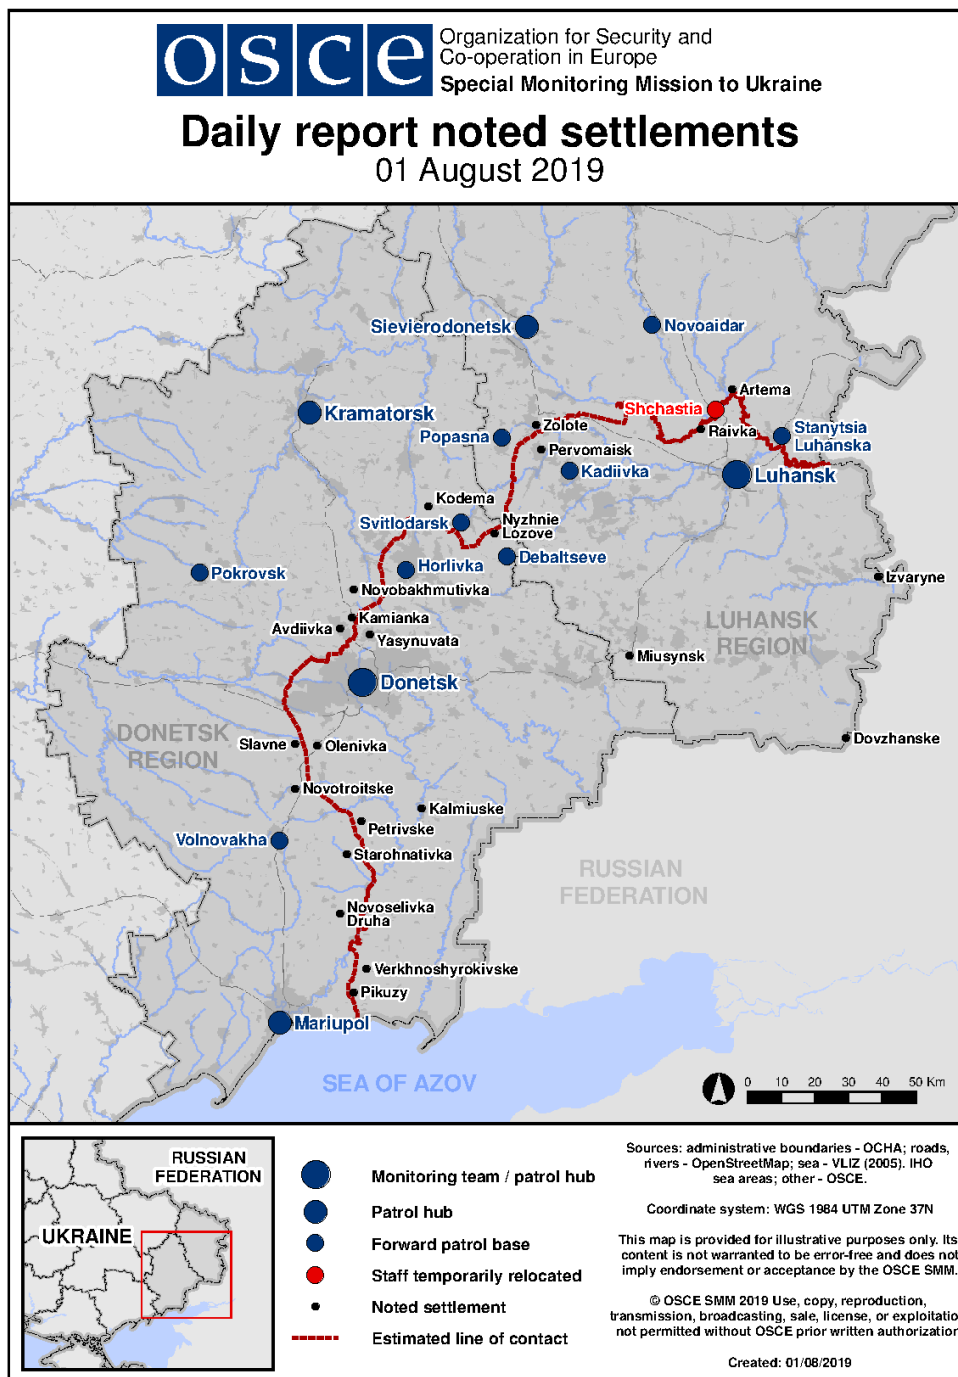 osce
Organization for Security and
Co-operation in Europe
Special Monitoring Mission to Ukraine
Daily report noted settlements
01 August 2019
Sievierodonetsk
Novoaidar
Artema
Kramatorsk
Shchastia
Zolote
Raivka
Stanytsia
Luhanska
Popasna
Pervomaisk
Kadiivka
Luhansk
Kodema
Svitlodarsk
Nyzhnie
Lozove
Debaltseve
Horlivka
Pokrovsk
Izvaryne
Novobakhmutivka
Kamianka
Avdiivka
Yasynuvata
LUHANSK
REGION
Miusynsk
Donetsk
DONETSK
REGION
Slavne
Olenivka
Dovzhanske
Novotroitske
Kalmiuske
Petrivske
Volnovakha
Starohnativka
RUSSIAN
FEDERATION
Novoselivka
Druha
Verkhnoshyrokivske
Pikuzy
Mariupol
SEA OF AZOV
0 10 20 30 40 50 Km
RUSSIAN
FEDERATION
UKRAINE
Monitoring team / patrol hub
Patrol hub
Forward patrol base
Staff temporarily relocated
Noted settlement
Estimated line of contact
Sources: administrative boundaries - OCHA; roads,
rivers - OpenStreetMap; sea - VLIZ (2005). IHO
sea areas; other - OSCE.
Coordinate system: WGS 1984 UTM Zone 37N
This map is provided for illustrative purposes only. Its
content is not warranted to be error-free and does not
imply endorsement or acceptance by the OSCE SMM.
© OSCE SMM 2019 Use, copy, reproduction,
transmission, broadcasting, sale, license, or exploitatio
not permitted without OSCE prior written authorization
Created: 01/08/2019